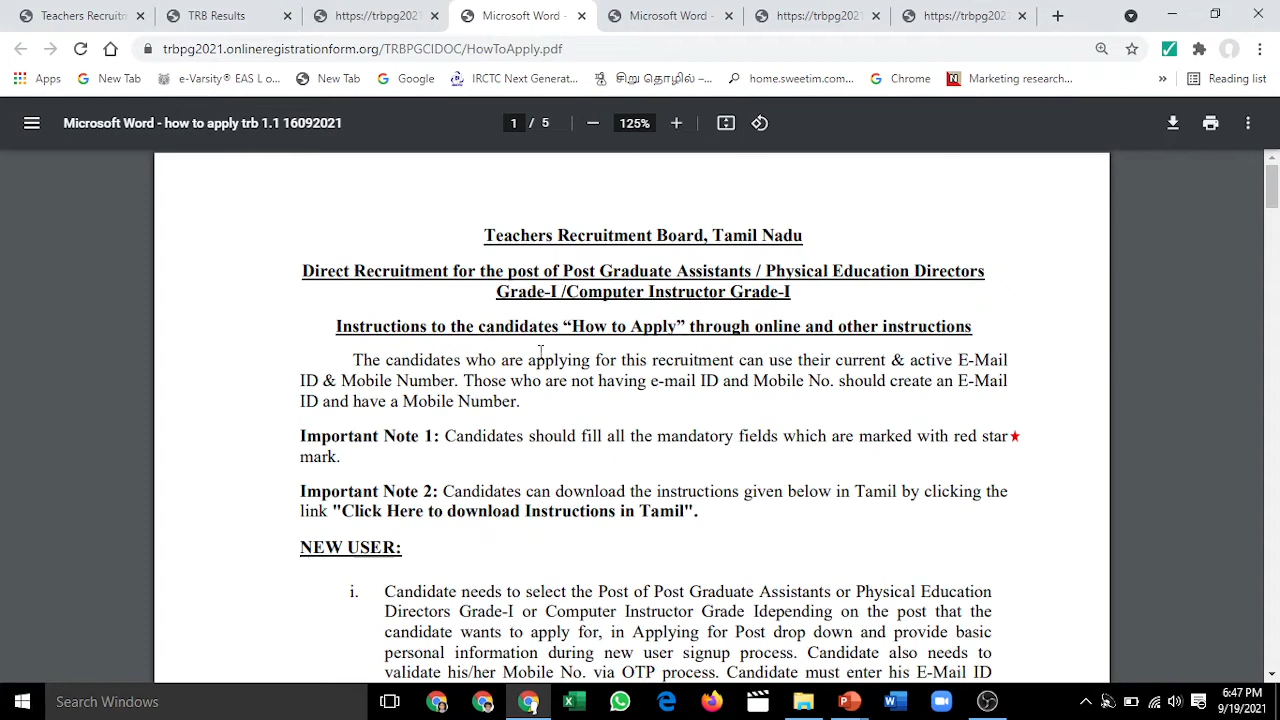 Teachers Recruitm
TRB Results
https://trbpg2021
Microsoft Word -
Microsoft Word -
https://trbpg2021
https://trbpg2021
trbpg2021.onlineregistrationform.org/TRBPGCIDOC/HowToApply.pdf
Apps
New Tab
e-Varsity® EAS L o...
New Tab
Google
IRCTC Next Generat...
home.sweetim.com...
Chrome
Marketing research...
»
Reading list
Microsoft Word - how to apply trb 1.1 16092021
1 / 5
125%
Teachers Recruitment Board, Tamil Nadu
Direct Recruitment for the post of Post Graduate Assistants / Physical Education Directors
Grade-I /Computer Instructor Grade-I
Instructions to the candidates “How to Apply” through online and other instructions
The candidates who are applying for this recruitment can use their current & active E-Mail
ID & Mobile Number. Those who are not having e-mail ID and Mobile No. should create an E-Mail
ID and have a Mobile Number.
Important Note 1: Candidates should fill all the mandatory fields which are marked with red star★
mark.
Important Note 2: Candidates can download the instructions given below in Tamil by clicking the
link "Click Here to download Instructions in Tamil".
NEW USER:
i. Candidate needs to select the Post of Post Graduate Assistants or Physical Education
Directors Grade-I or Computer Instructor Grade Idepending on the post that the
candidate wants to apply for, in Applying for Post drop down and provide basic
personal information during new user signup process. Candidate also needs to
validate his/her Mobile No. via OTP process. Candidate must enter his E-Mail ID
Search Windows
6:47 PM
9/19/2021